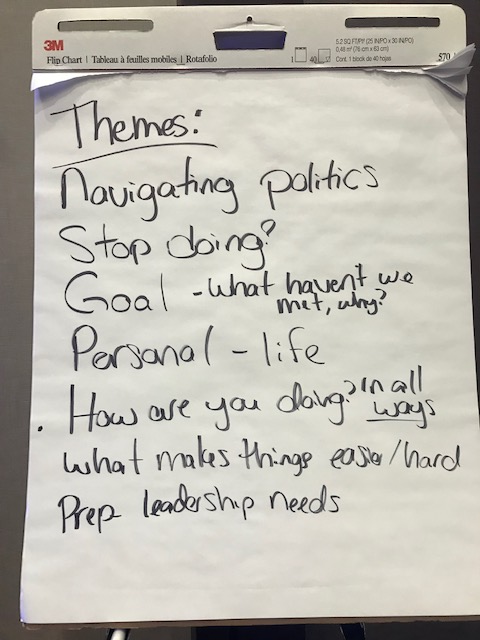 3M
Flip Chart | Tableau à feuilles mobiles | Rotafolio
5.2 SQ FT/PI² (25 IN/PO x 30 IN/PO)
0,48 m² (76 cm x 63 cm)
Cont. 1 block de 40 hojas
1 40
570
Themes:
Navigating politics
Stop doing?
Goal - what haven't we
met, why?
Personal - life
. How are you doing? in all
ways
what makes things easier/hard
Prep leadership needs